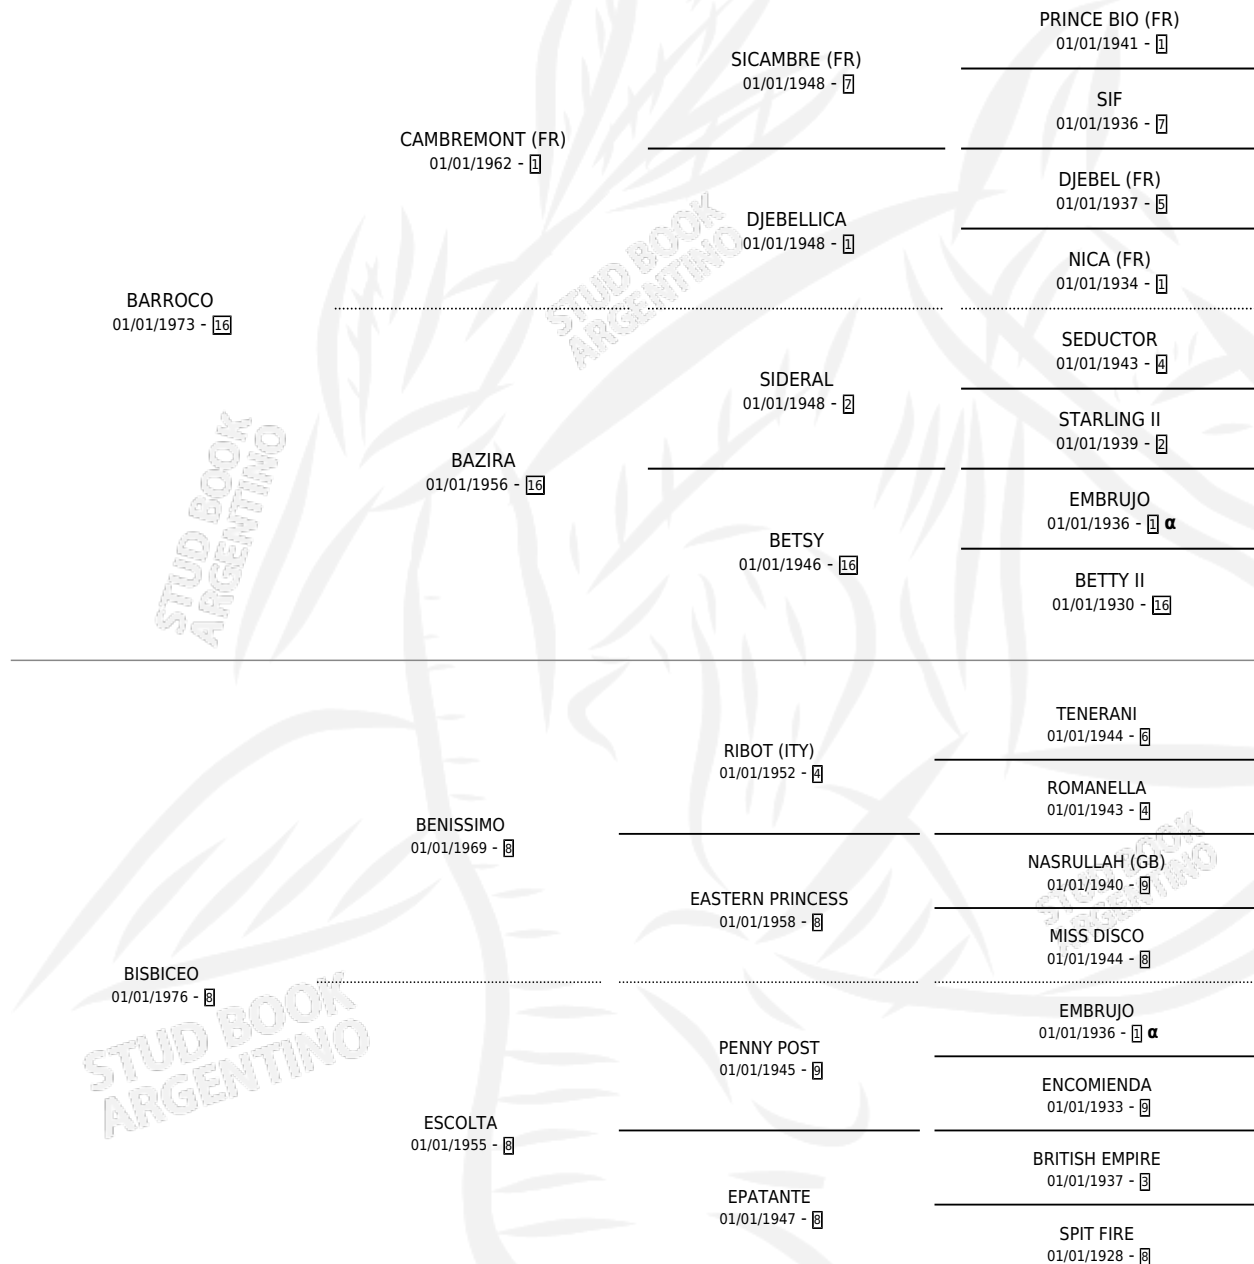 PRINCE BIO (FR)
01/01/1941 - 1
SICAMBRE (FR)
01/01/1948 - 7
SIF
01/01/1936 - 7
CAMBREMONT (FR)
01/01/1962 - 1
DJEBEL (FR)
01/01/1937 - 5
DJEBELLICA
01/01/1948 - 1
NICA (FR)
01/01/1934 - 1
BARROCO
01/01/1973 - 16
SEDUCTOR
01/01/1943 - 4
SIDERAL
01/01/1948 - 2
STARLING II
01/01/1939 - 2
BAZIRA
01/01/1956 - 16
EMBRUJO
01/01/1936 - 1 α
BETSY
01/01/1946 - 16
BETTY II
01/01/1930 - 16
STUD BOOK
ARGENTINO
STUD BOOK
ARGENTINO
TENERANI
01/01/1944 - 6
RIBOT (ITY)
01/01/1952 - 4
ROMANELLA
01/01/1943 - 4
BENISSIMO
01/01/1969 - 8
NASRULLAH (GB)
01/01/1940 - 9
EASTERN PRINCESS
01/01/1958 - 8
MISS DISCO
01/01/1944 - 8
BISBICEO
01/01/1976 - 8
EMBRUJO
01/01/1936 - 1 α
PENNY POST
01/01/1945 - 9
ENCOMIENDA
01/01/1933 - 9
ESCOLTA
01/01/1955 - 8
BRITISH EMPIRE
01/01/1937 - 3
EPATANTE
01/01/1947 - 8
SPIT FIRE
01/01/1928 - 8
STUD BOOK
ARGENTINO
STUD BOOK
ARGENTINO